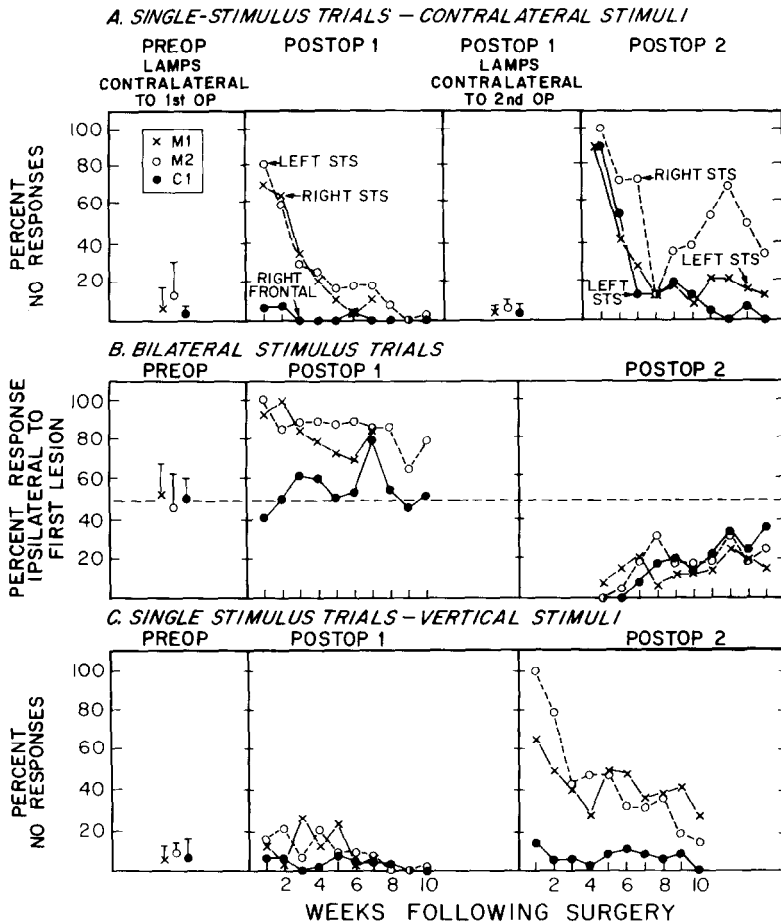 A. SINGLE-STIMULUS TRIALS – CONTRALATERAL STIMULI
PREOP
LAMPS
CONTRALATERAL
TO 1st OP
POSTOP 1
POSTOP 1
LAMPS
CONTRALATERAL
TO 2nd OP
POSTOP 2
PERCENT
NO RESPONSES
100
80
60
40
20
× M1
○ M2
● C1
LEFT STS
RIGHT STS
RIGHT
FRONTAL
RIGHT STS
LEFT STS
LEFT
STS
B. BILATERAL STIMULUS TRIALS
PREOP
POSTOP 1
POSTOP 2
PERCENT RESPONSE
IPSILATERAL TO
FIRST LESION
100
80
60
40
20
C. SINGLE STIMULUS TRIALS – VERTICAL STIMULI
PREOP
POSTOP 1
POSTOP 2
PERCENT
NO RESPONSES
100
80
60
40
20
2 4 6 8 10
2 4 6 8 10
WEEKS FOLLOWING SURGERY